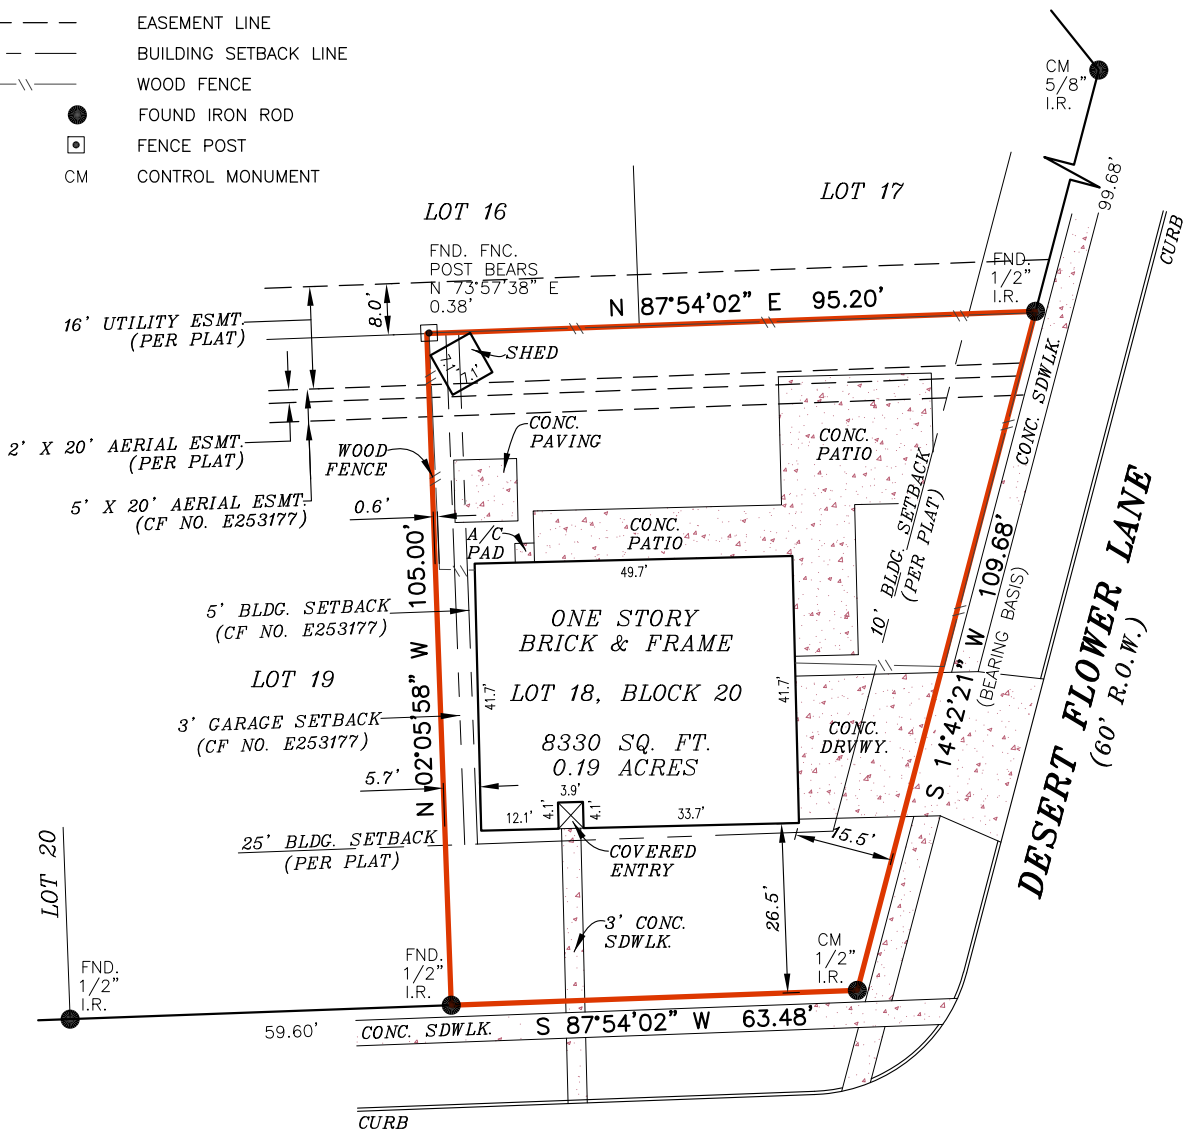 EASEMENT LINE
BUILDING SETBACK LINE
WOOD FENCE
FOUND IRON ROD
FENCE POST
CM CONTROL MONUMENT
CM
5/8"
I.R.
99.68'
CURB
LOT 16
LOT 17
FND. FNC.
POST BEARS
N 73°57'38" E
0.38'
FND.
1/2"
I.R.
8.0'
N 87°54'02" E 95.20'
16' UTILITY ESMT.
(PER PLAT)
SHED
7.1'
7.1'
2' X 20' AERIAL ESMT.
(PER PLAT)
WOOD
FENCE
CONC.
PAVING
CONC.
PATIO
CONC. SDWLK.
5' X 20' AERIAL ESMT.
(CF NO. E253177)
0.6'
A/C
PAD
CONC.
PATIO
10' BLDG. SETBACK
(PER PLAT)
49.7'
5' BLDG. SETBACK
(CF NO. E253177)
N 02°05'58" W 105.00'
ONE STORY
BRICK & FRAME
LOT 18, BLOCK 20
8330 SQ. FT.
0.19 ACRES
41.7'
41.7'
S 14°42'21" W 109.68'
(BEARING BASIS)
DESERT FLOWER LANE
(60' R.O.W.)
LOT 19
3' GARAGE SETBACK
(CF NO. E253177)
CONC.
DRVWY.
5.7'
3.9'
12.1'
4.1'
4.1'
33.7'
25' BLDG. SETBACK
(PER PLAT)
COVERED
ENTRY
15.5'
26.5'
LOT 20
3' CONC.
SDWLK.
FND.
1/2"
I.R.
FND.
1/2"
I.R.
CM
1/2"
I.R.
59.60'
CONC. SDWLK.
S 87°54'02" W 63.48'
CURB